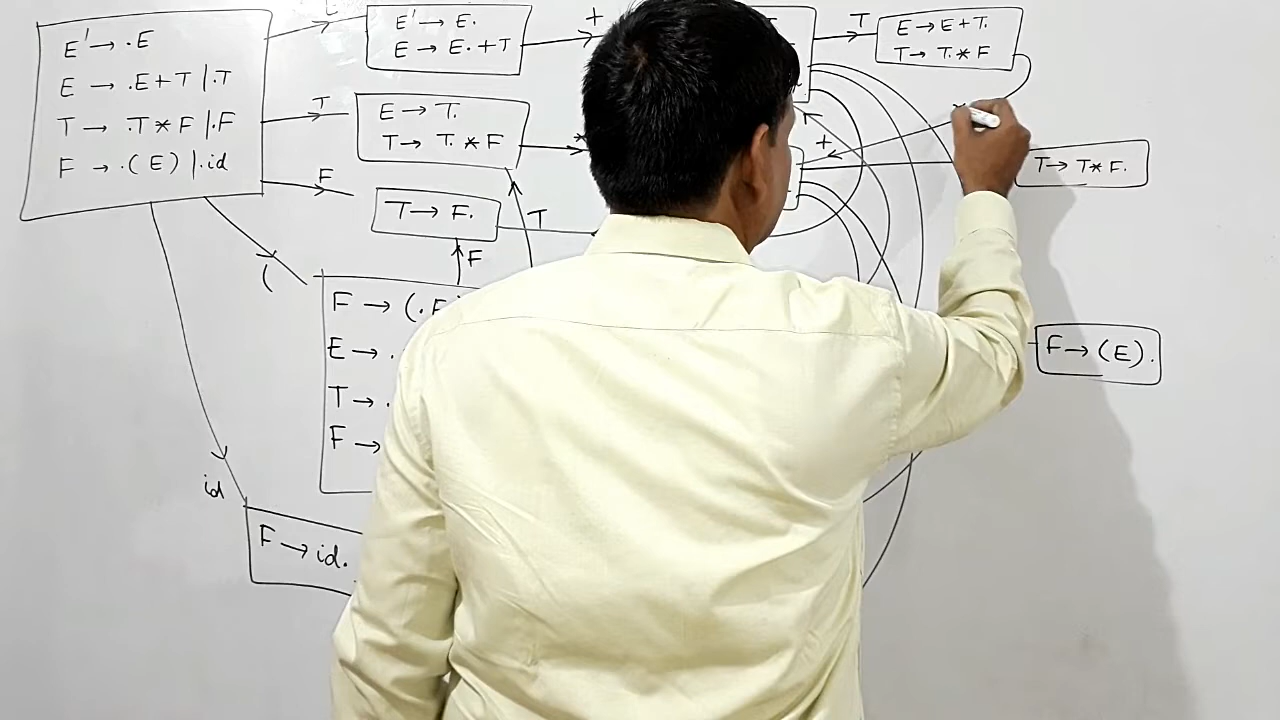 E' → .E
E → .E+T | .T
T → .T*F | .F
F → .(E) | .id
E' → E.
E → E.+T
+
T
E → E+T.
T → T.*F
T
E → T.
T → T.*F
*
+
T → T*F.
F
T → F.
T
F
(
F → (.E
E → .
T → .
F →
F → (E).
id
F → id.